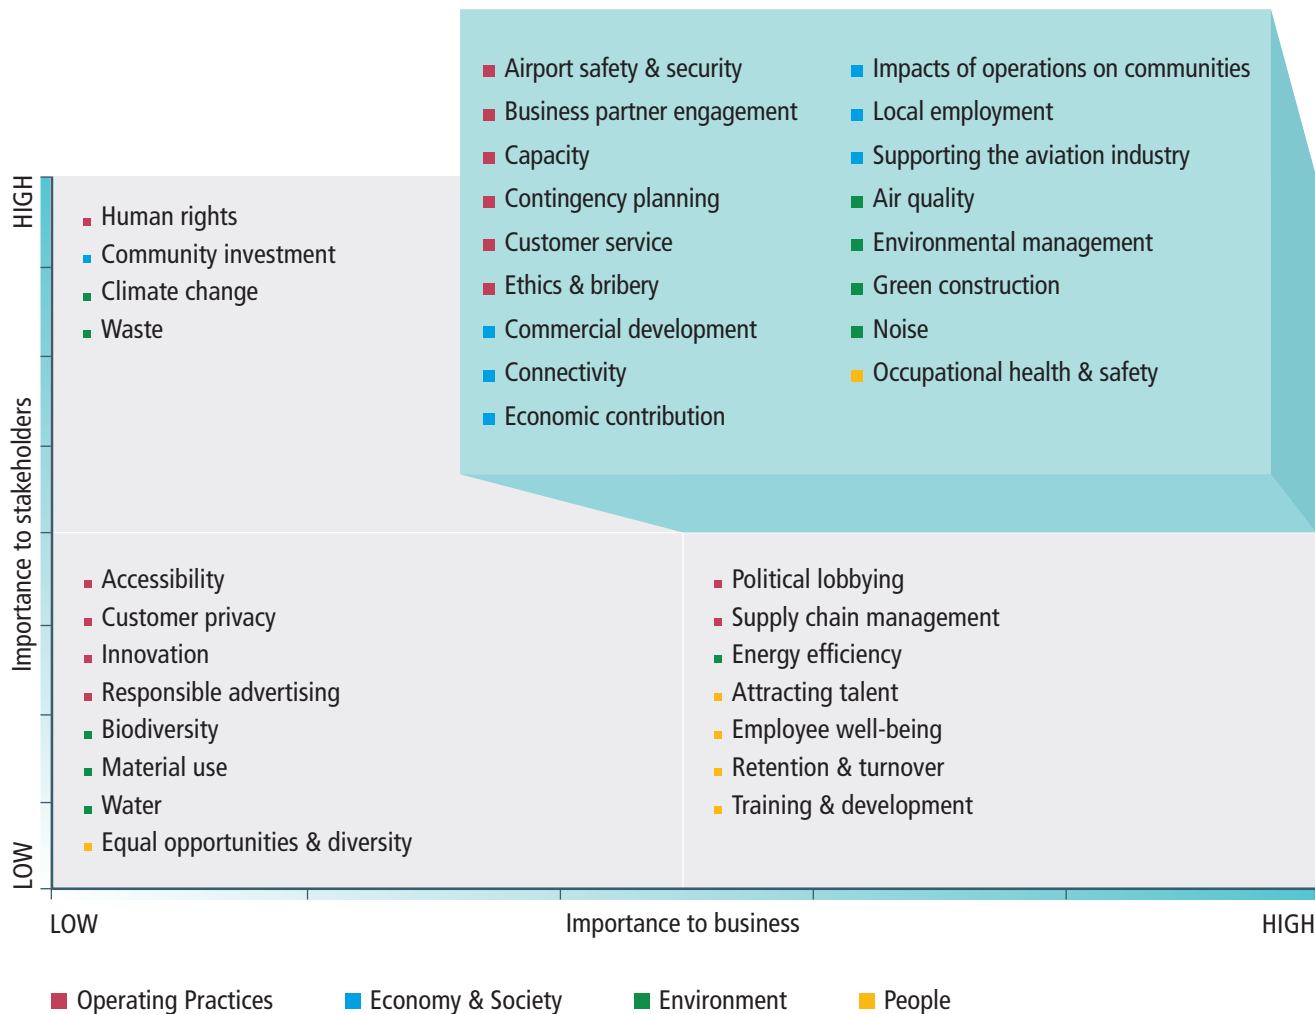 Airport safety & security
Business partner engagement
Capacity
Contingency planning
Customer service
Ethics & bribery
Commercial development
Connectivity
Economic contribution
Impacts of operations on communities
Local employment
Supporting the aviation industry
Air quality
Environmental management
Green construction
Noise
Occupational health & safety
HIGH
Human rights
Community investment
Climate change
Waste
Importance to stakeholders
Accessibility
Customer privacy
Innovation
Responsible advertising
Biodiversity
Material use
Water
Equal opportunities & diversity
Political lobbying
Supply chain management
Energy efficiency
Attracting talent
Employee well-being
Retention & turnover
Training & development
LOW
LOW
Importance to business
HIGH
Operating Practices
Economy & Society
Environment
People